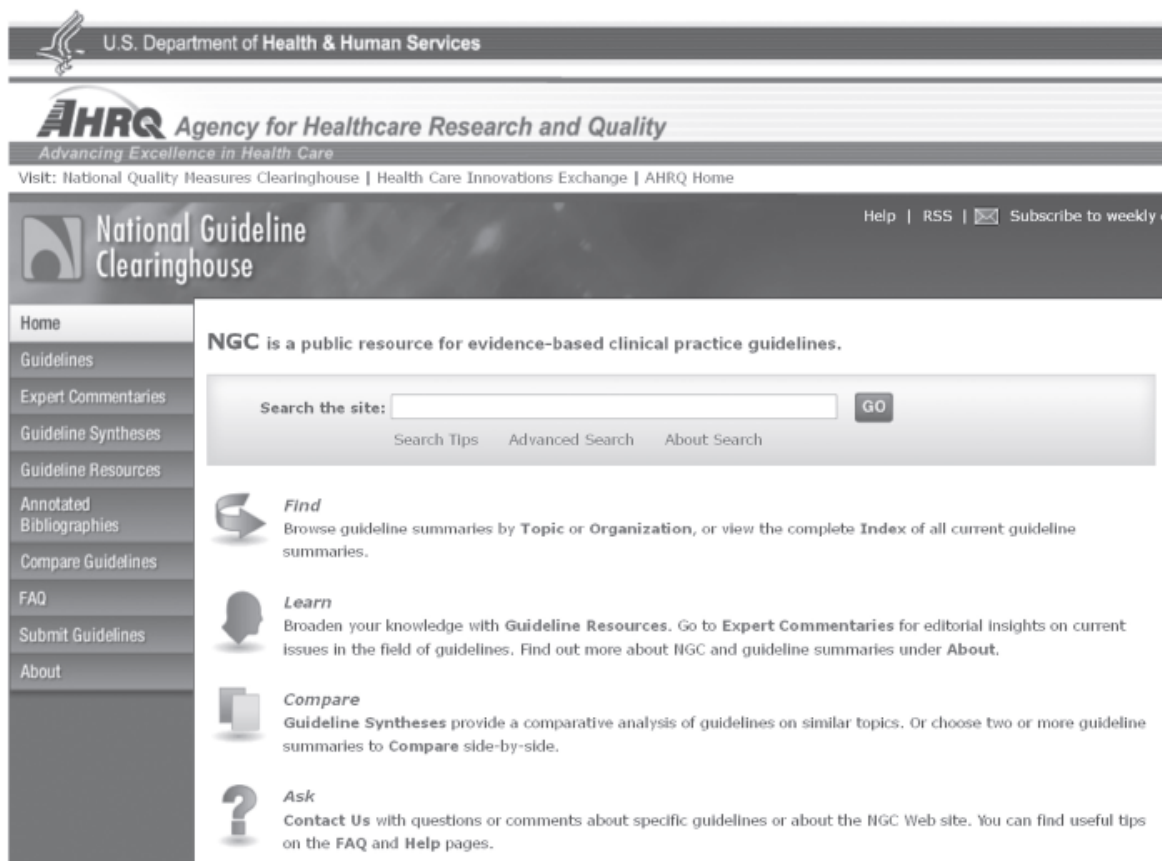 U.S. Department of Health & Human Services
AHRQ Agency for Healthcare Research and Quality
Advancing Excellence in Health Care
Visit: National Quality Measures Clearinghouse | Health Care Innovations Exchange | AHRQ Home
National Guideline
Clearinghouse
Help | RSS | Subscribe to weekly
Home
Guidelines
Expert Commentaries
Guideline Syntheses
Guideline Resources
Annotated
Bibliographies
Compare Guidelines
FAQ
Submit Guidelines
About
NGC is a public resource for evidence-based clinical practice guidelines.
Search the site: GO
Search Tips Advanced Search About Search
Find
Browse guideline summaries by Topic or Organization, or view the complete Index of all current guideline
summaries.
Learn
Broaden your knowledge with Guideline Resources. Go to Expert Commentaries for editorial insights on current
issues in the field of guidelines. Find out more about NGC and guideline summaries under About.
Compare
Guideline Syntheses provide a comparative analysis of guidelines on similar topics. Or choose two or more guideline
summaries to Compare side-by-side.
Ask
Contact Us with questions or comments about specific guidelines or about the NGC Web site. You can find useful tips
on the FAQ and Help pages.